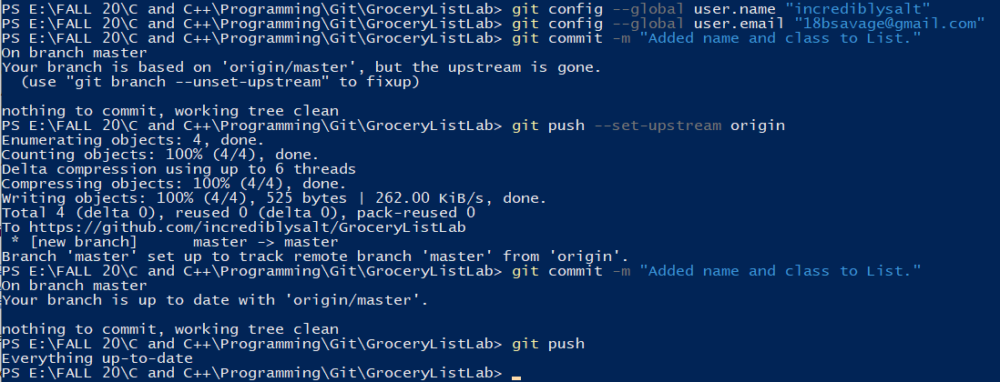 PS E:\FALL 20\C and C++\Programming\Git\GroceryListLab> git config --global user.name "incrediblysalt"
PS E:\FALL 20\C and C++\Programming\Git\GroceryListLab> git config --global user.email "18bsavage@gmail.com"
PS E:\FALL 20\C and C++\Programming\Git\GroceryListLab> git commit -m "Added name and class to List."
On branch master
Your branch is based on 'origin/master', but the upstream is gone.
  (use "git branch --unset-upstream" to fixup)

nothing to commit, working tree clean
PS E:\FALL 20\C and C++\Programming\Git\GroceryListLab> git push --set-upstream origin
Enumerating objects: 4, done.
Counting objects: 100% (4/4), done.
Delta compression using up to 6 threads
Compressing objects: 100% (4/4), done.
Writing objects: 100% (4/4), 525 bytes | 262.00 KiB/s, done.
Total 4 (delta 0), reused 0 (delta 0), pack-reused 0
To https://github.com/incrediblysalt/GroceryListLab
 * [new branch]      master -> master
Branch 'master' set up to track remote branch 'master' from 'origin'.
PS E:\FALL 20\C and C++\Programming\Git\GroceryListLab> git commit -m "Added name and class to List."
On branch master
Your branch is up to date with 'origin/master'.

nothing to commit, working tree clean
PS E:\FALL 20\C and C++\Programming\Git\GroceryListLab> git push
Everything up-to-date
PS E:\FALL 20\C and C++\Programming\Git\GroceryListLab>